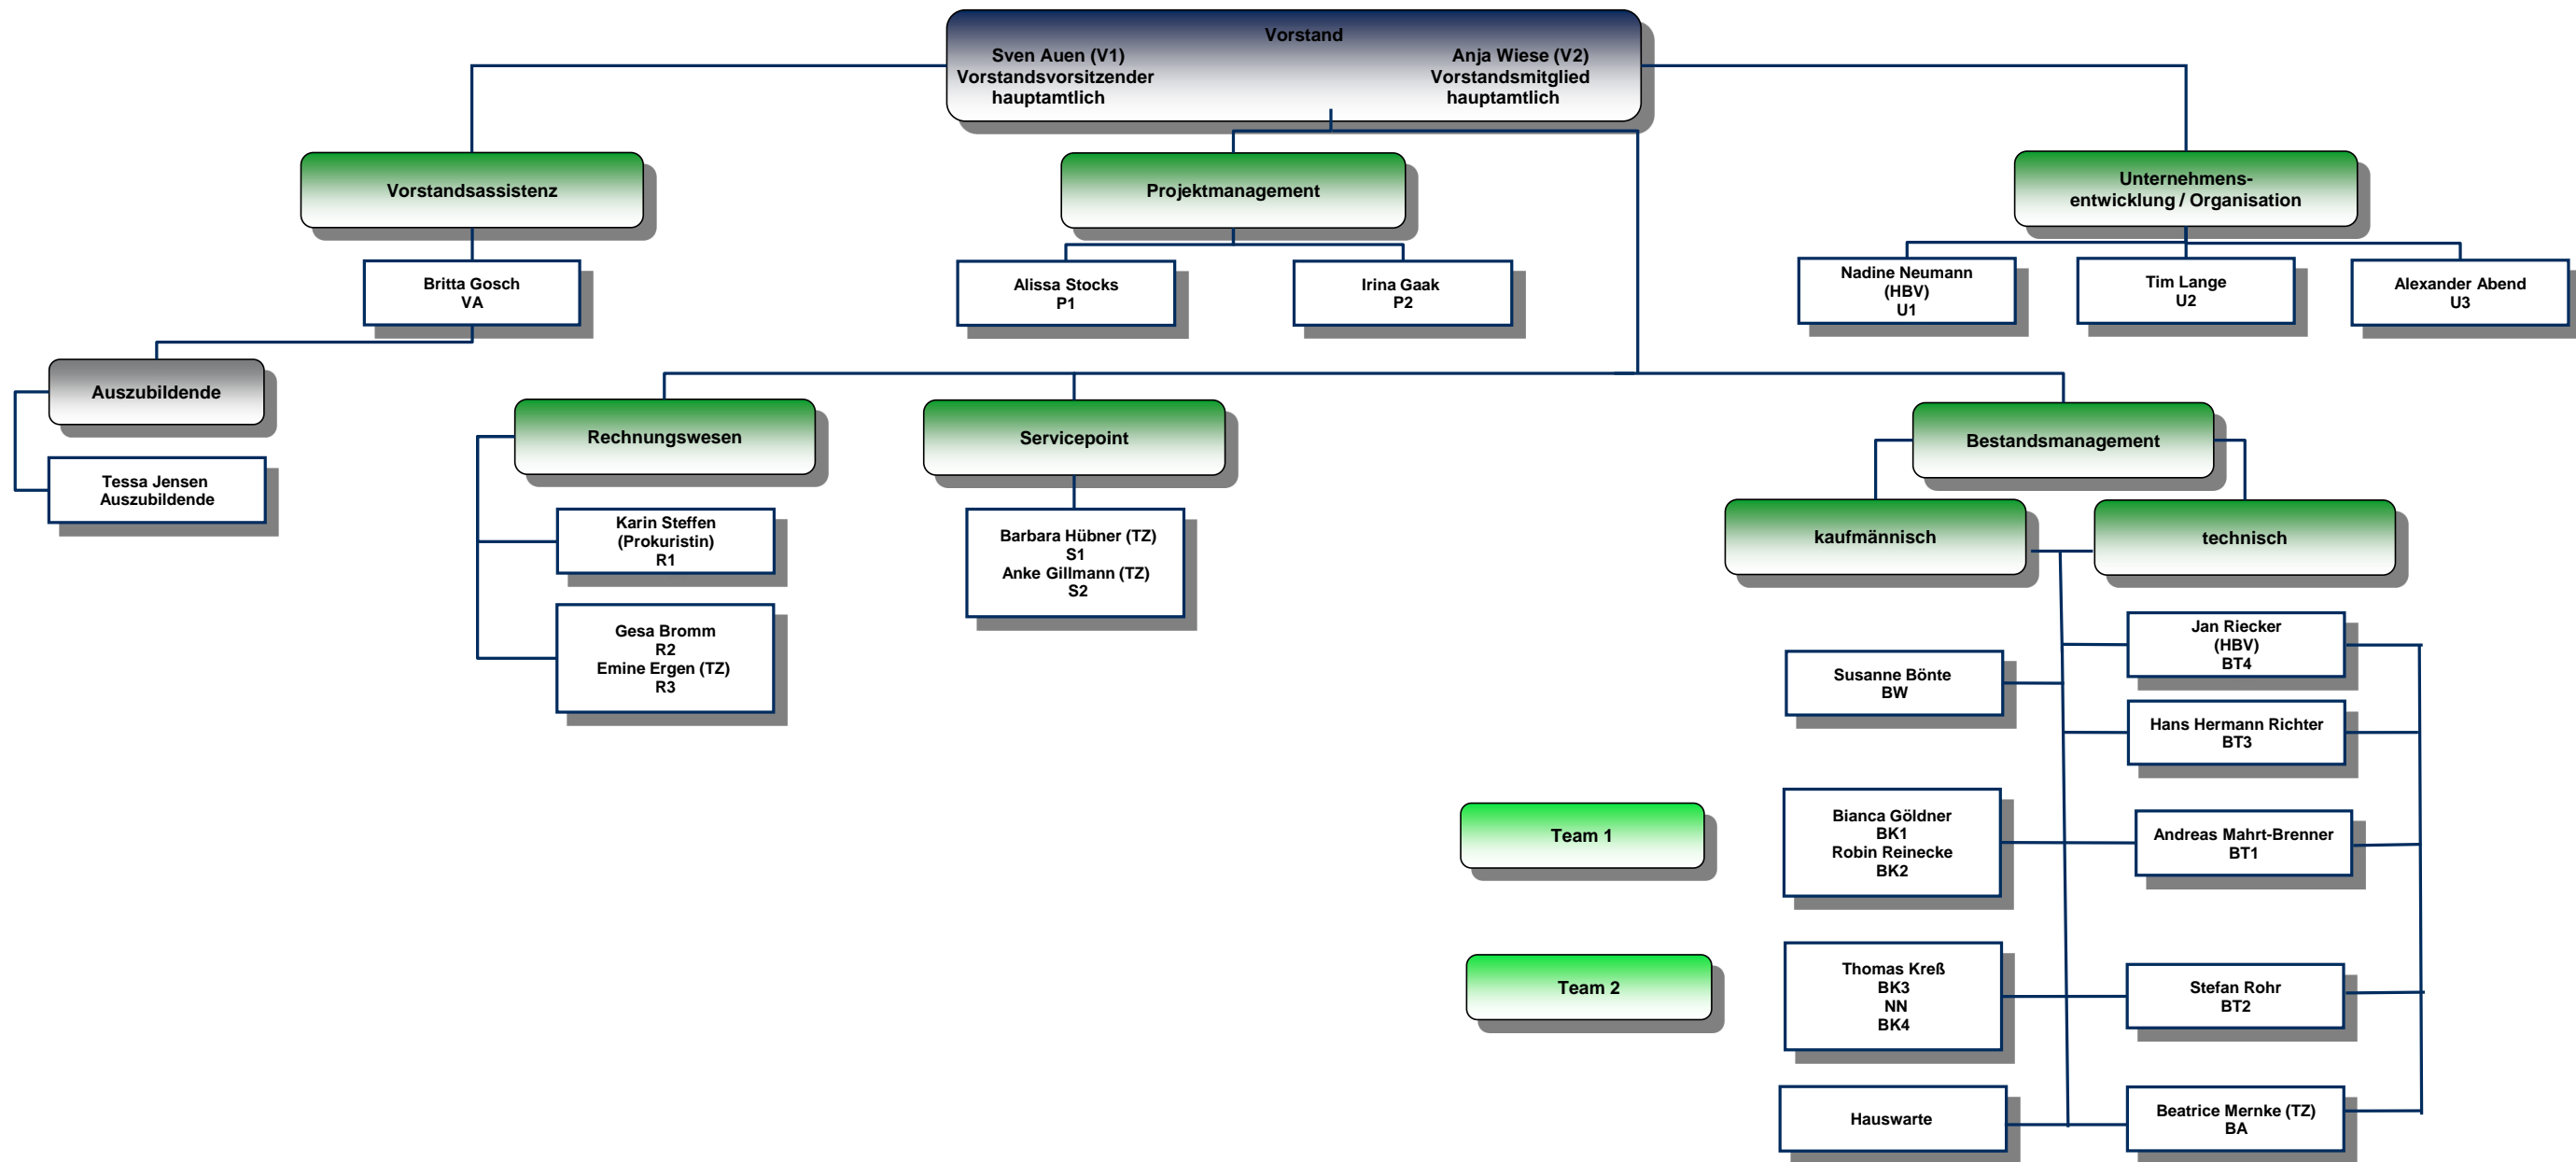 Vorstand
Sven Auen (V1)
Vorstandsvorsitzender
hauptamtlich
Anja Wiese (V2)
Vorstandsmitglied
hauptamtlich
Vorstandsassistenz
Projektmanagement
Unternehmens-
entwicklung / Organisation
Britta Gosch
VA
Alissa Stocks
P1
Irina Gaak
P2
Nadine Neumann
(HBV)
U1
Tim Lange
U2
Alexander Abend
U3
Auszubildende
Tessa Jensen
Auszubildende
Rechnungswesen
Karin Steffen
(Prokuristin)
R1
Gesa Bromm
R2
Emine Ergen (TZ)
R3
Servicepoint
Barbara Hübner (TZ)
S1
Anke Gillmann (TZ)
S2
Bestandsmanagement
kaufmännisch
technisch
Jan Riecker
(HBV)
BT4
Susanne Bönte
BW
Hans Hermann Richter
BT3
Team 1
Bianca Göldner
BK1
Robin Reinecke
BK2
Andreas Mahrt-Brenner
BT1
Team 2
Thomas Kreß
BK3
NN
BK4
Stefan Rohr
BT2
Hauswarte
Beatrice Mernke (TZ)
BA